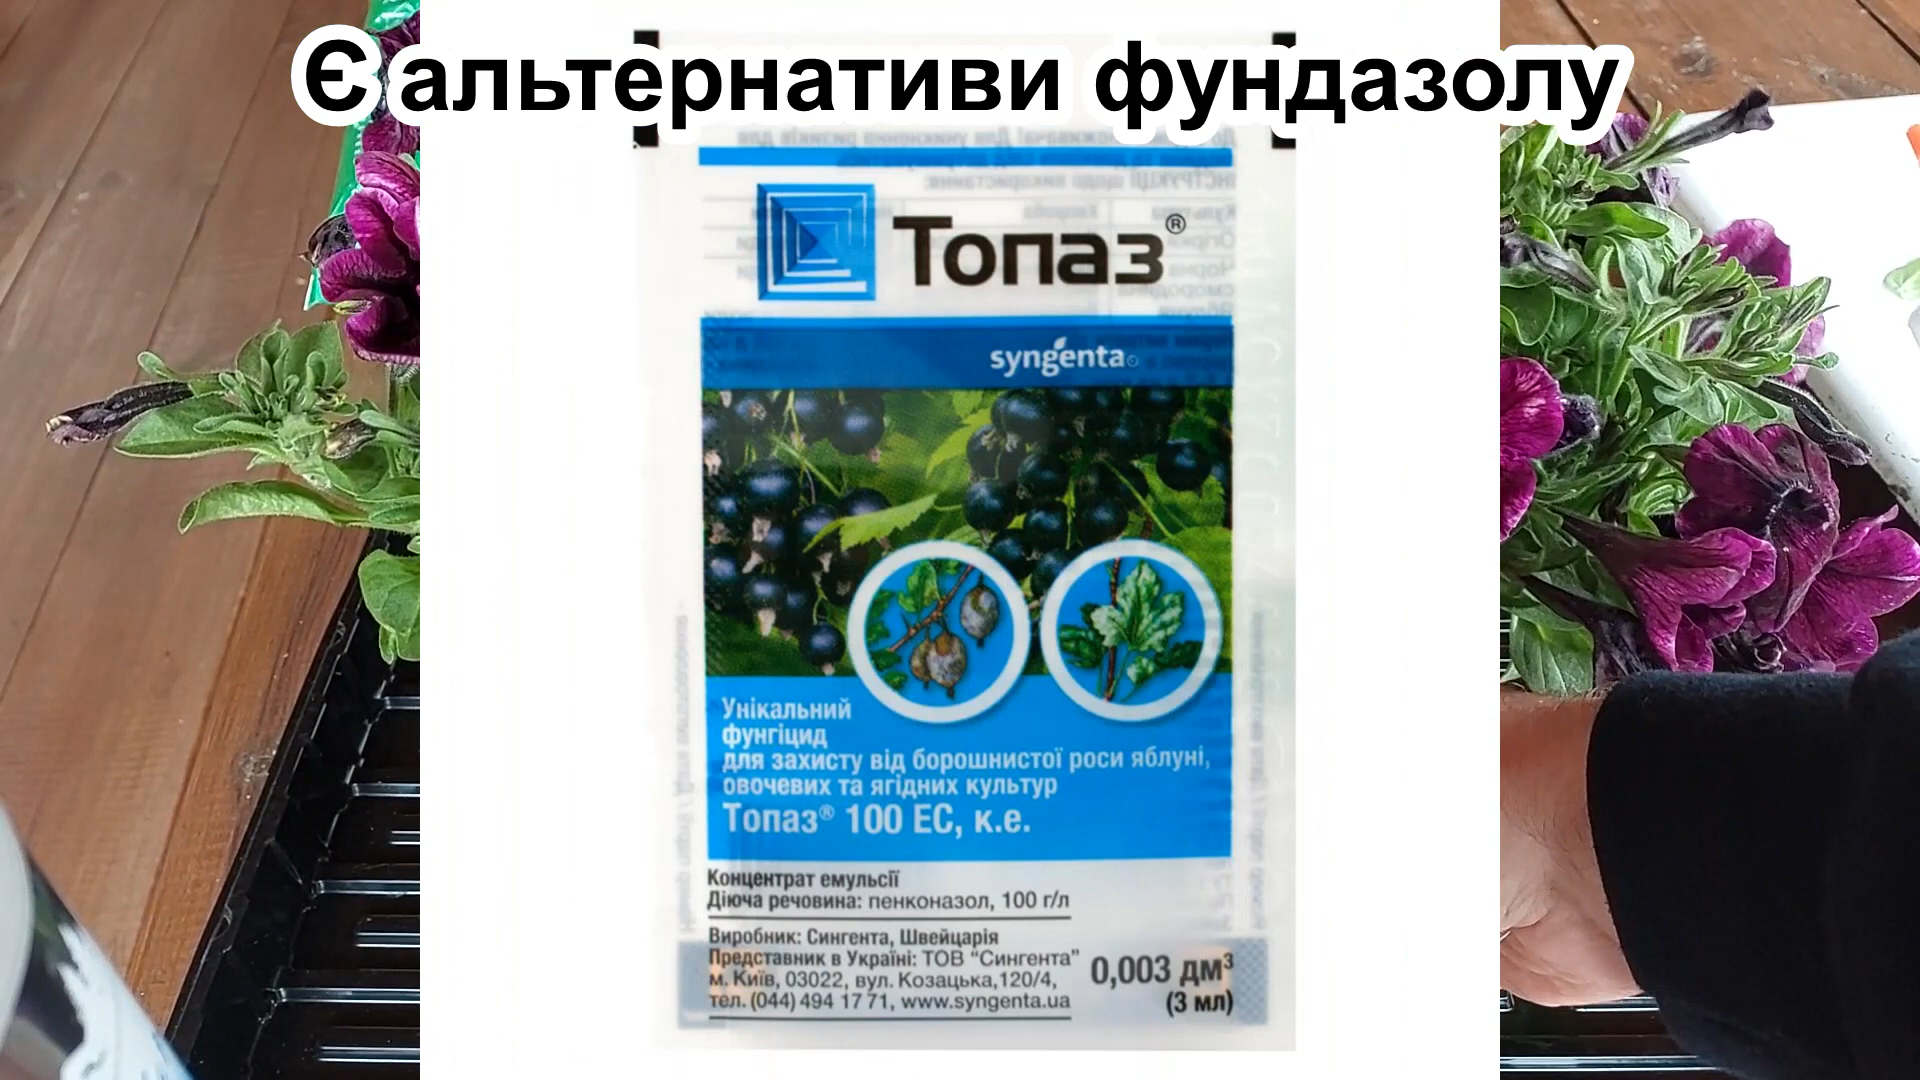 Є альтернативи фундазолу
Топаз®
syngenta
Унікальний
фунгіцид
для захисту від борошнистої роси яблуні,
овочевих та ягідних культур
Топаз® 100 ЕС, к.е.
Концентрат емульсії
Діюча речовина: пенконазол, 100 г/л
Виробник: Сингента, Швейцарія
Представник в Україні: ТОВ “Сингента”
м. Київ, 03022, вул. Козацька,120/4,
тел. (044) 494 17 71, www.syngenta.ua
0,003 дм³
(3 мл)